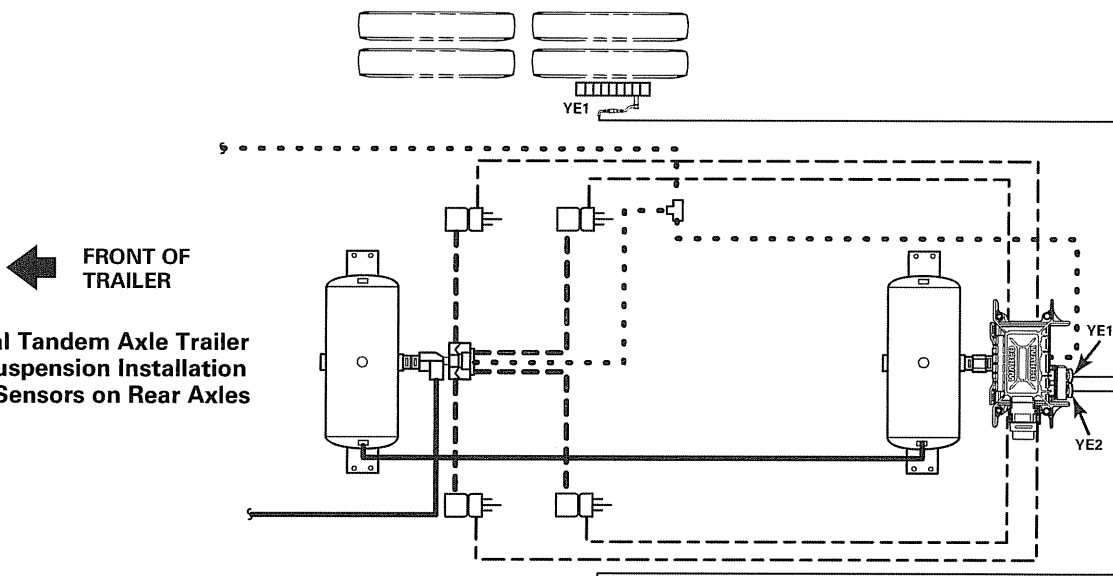 YE1
FRONT OF
TRAILER
al Tandem Axle Trailer
uspension Installation
Sensors on Rear Axles
YE1
YE2